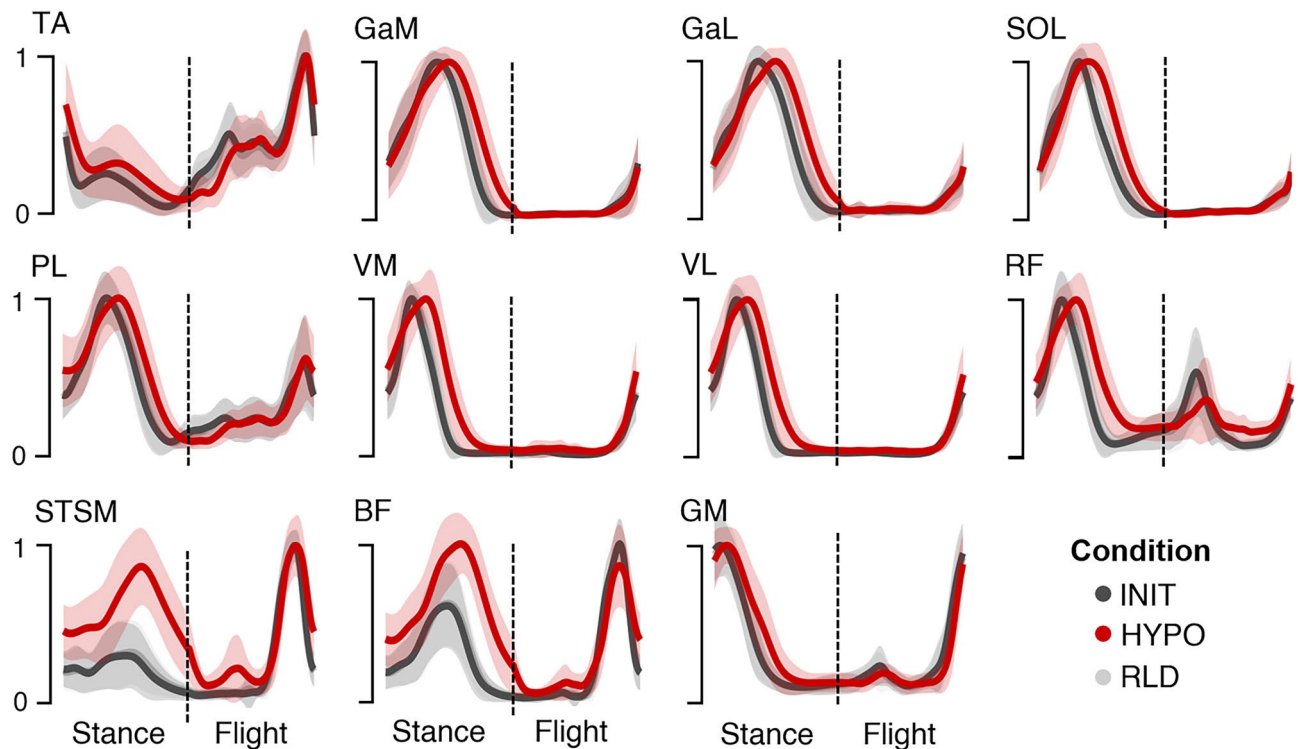 TA GaM GaL SOL
1
0
PL VM VL RF
1
0
STSM BF GM
1
0
Condition
INIT
HYPO
RLD
Stance Flight Stance Flight Stance Flight